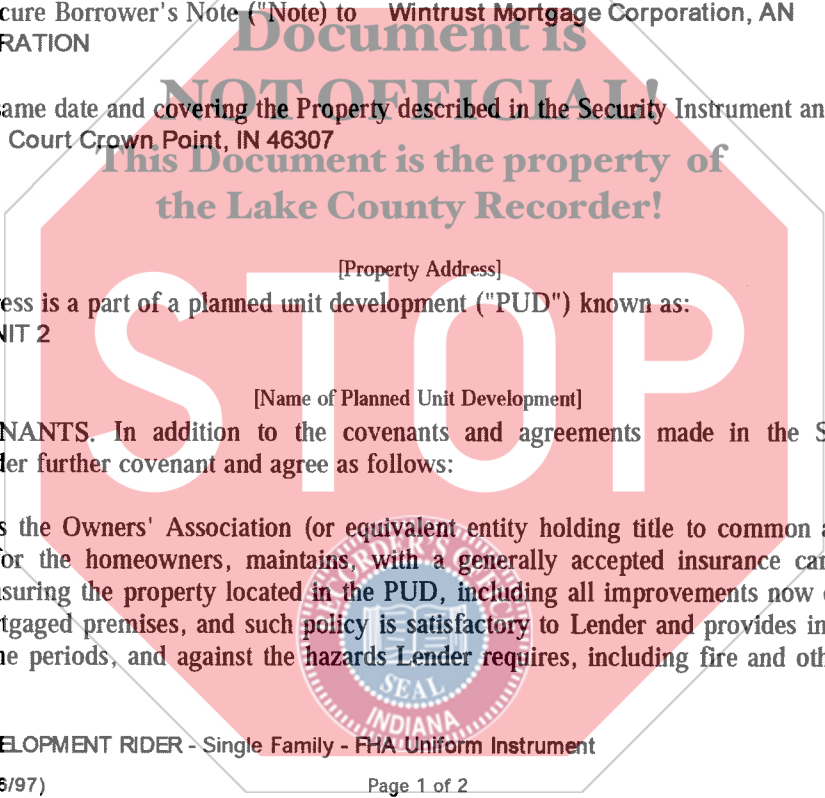 cure Borrower's Note ("Note) to Wintrust Mortgage Corporation, AN
RATION
Document is
NOT OFFICIAL!
ame date and covering the Property described in the Security Instrument an
Court Crown Point, IN 46307
This Document is the property of
the Lake County Recorder!
[Property Address]
ess is a part of a planned unit development ("PUD") known as:
NIT 2
STOP
[Name of Planned Unit Development]
NANTS. In addition to the covenants and agreements made in the S
der further covenant and agree as follows:
s the Owners' Association (or equivalent entity holding title to common a
for the homeowners, maintains, with a generally accepted insurance car
suring the property located in the PUD, including all improvements now
tgaged premises, and such policy is satisfactory to Lender and provides in
ne periods, and against the hazards Lender requires, including fire and oth
SEAL
INDIANA
ELOPMENT RIDER - Single Family - FHA Uniform Instrument
6/97)
Page 1 of 2